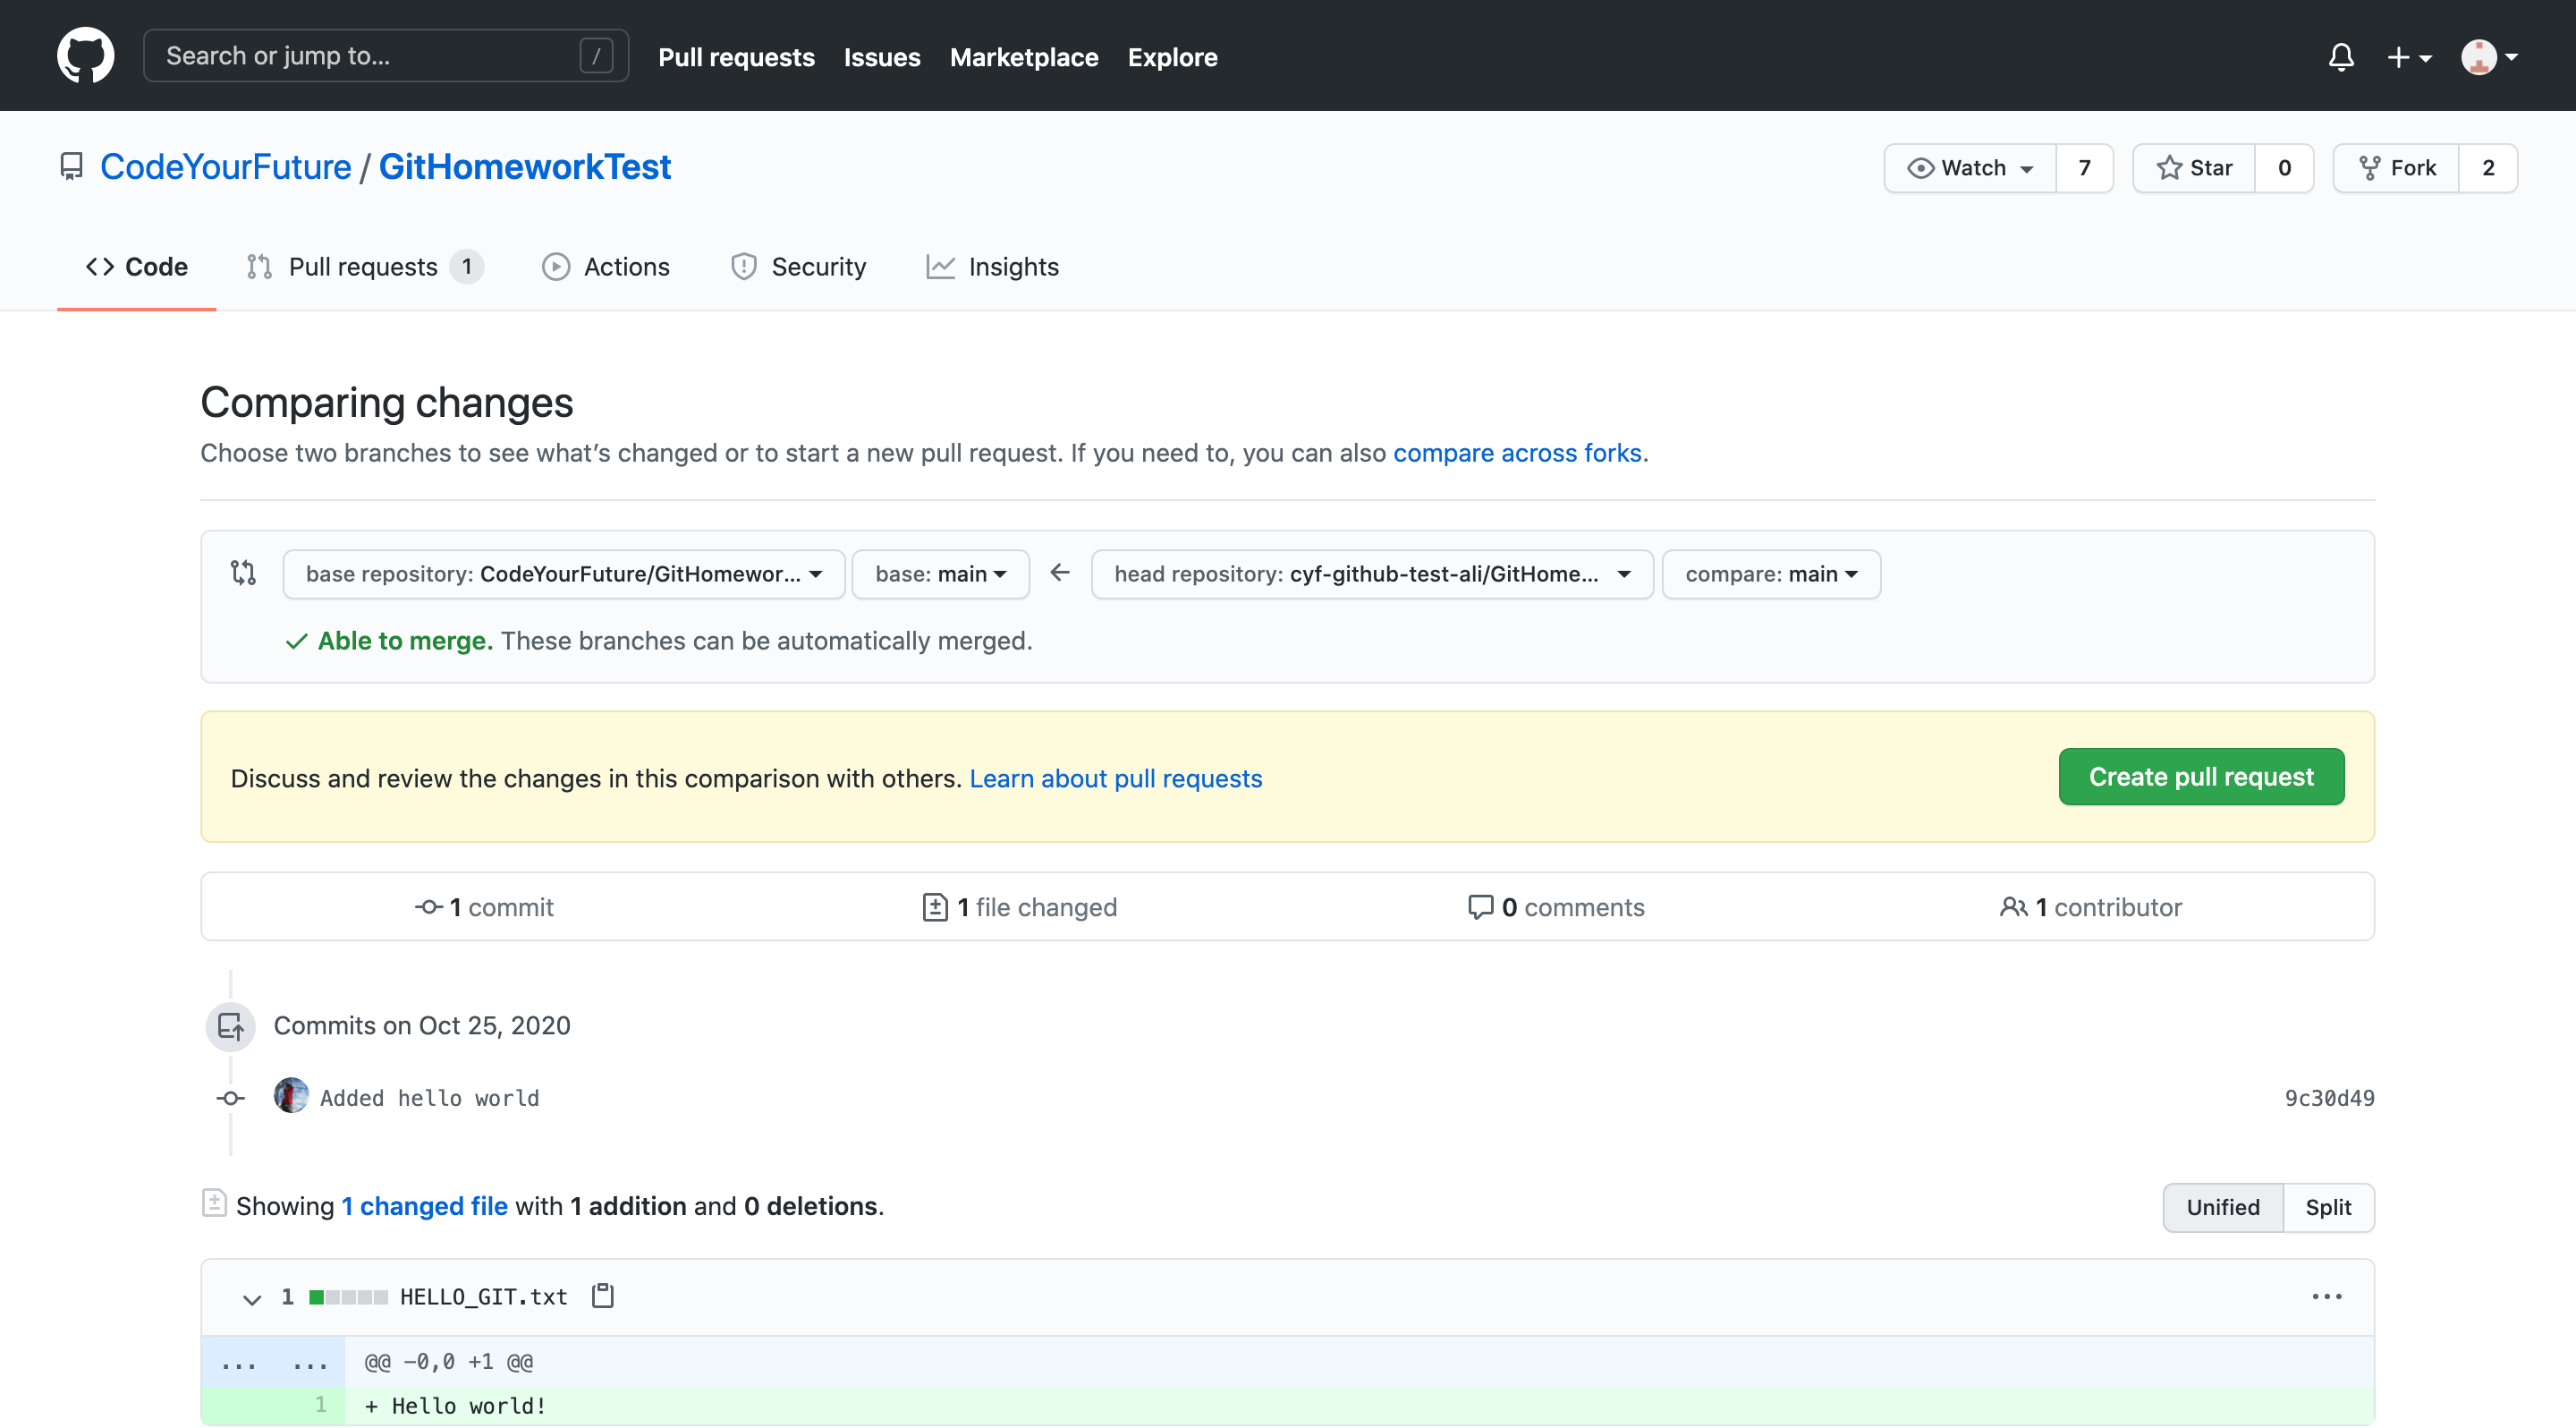 Search or jump to... /
Pull requests Issues Marketplace Explore
CodeYourFuture / GitHomeworkTest
Watch 7 Star 0 Fork 2
Code Pull requests 1 Actions Security Insights
Comparing changes
Choose two branches to see what’s changed or to start a new pull request. If you need to, you can also compare across forks.
base repository: CodeYourFuture/GitHomewor... base: main ← head repository: cyf-github-test-ali/GitHome... compare: main
Able to merge. These branches can be automatically merged.
Discuss and review the changes in this comparison with others. Learn about pull requests
Create pull request
1 commit 1 file changed 0 comments 1 contributor
Commits on Oct 25, 2020
Added hello world 9c30d49
Showing 1 changed file with 1 addition and 0 deletions.
Unified Split
1 HELLO_GIT.txt ...
... ... @@ -0,0 +1 @@
1 + Hello world!